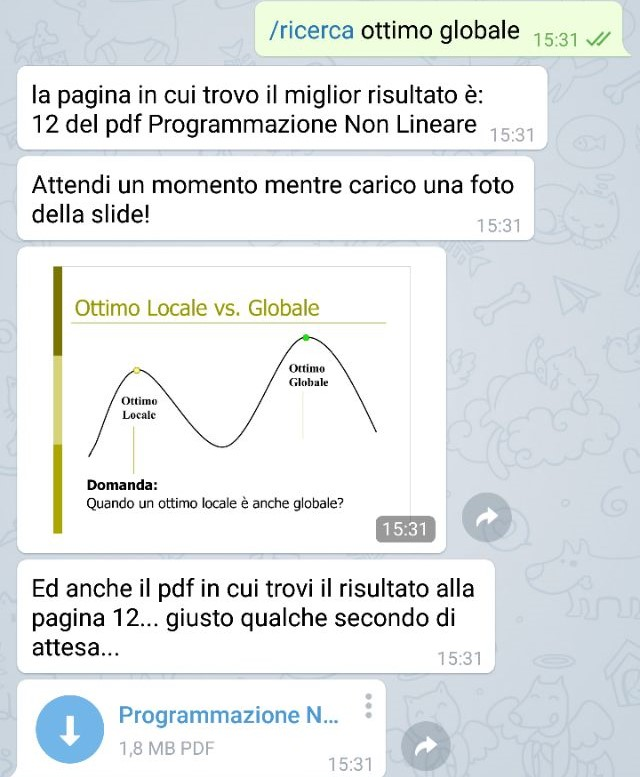 /ricerca ottimo globale 15:31
la pagina in cui trovo il miglior risultato è:
12 del pdf Programmazione Non Lineare 15:31
Attendi un momento mentre carico una foto
della slide!
15:31
Ottimo Locale vs. Globale
Ottimo
Globale
Ottimo
Locale
Domanda:
Quando un ottimo locale è anche globale?
15:31
Ed anche il pdf in cui trovi il risultato alla
pagina 12... giusto qualche secondo di
attesa...
15:31
Programmazione N...
1,8 MB PDF
15:31